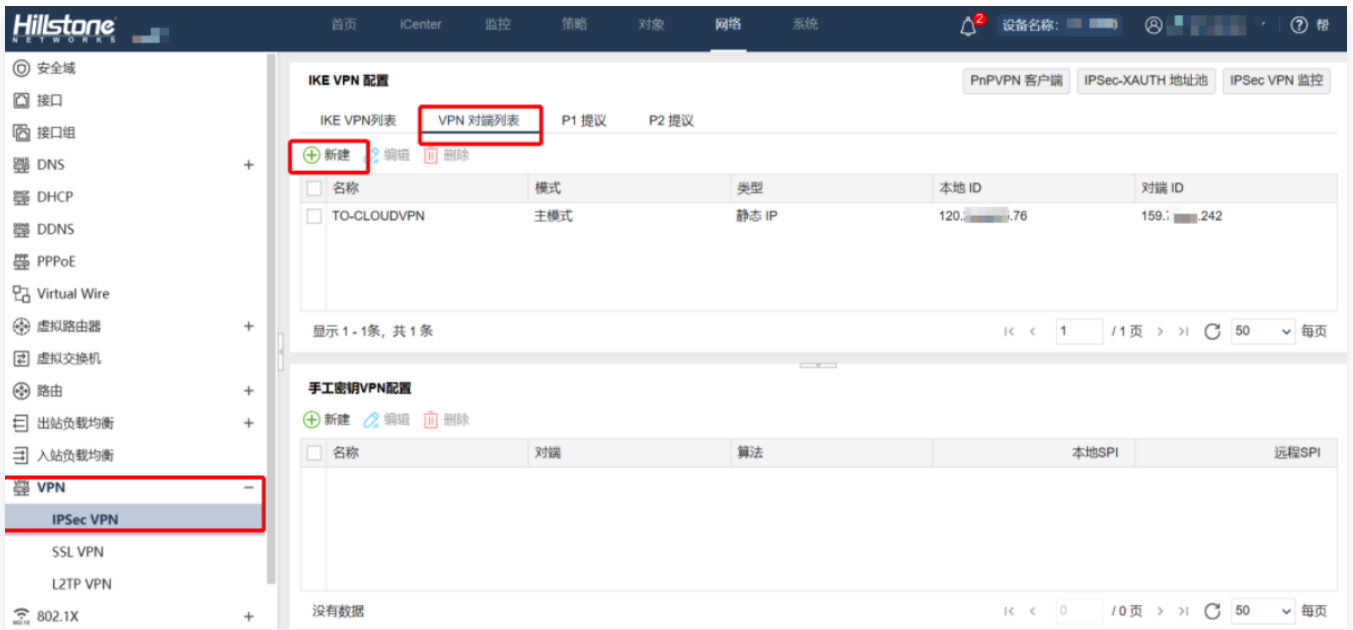 Hillstone 首页 iCenter 监控 策略 对象 网络 系统 2 设备名称: 帮
NETWORKS
安全域
接口
接口组
DNS +
DHCP
DDNS
PPPoE
Virtual Wire
虚拟路由器 +
虚拟交换机
路由 +
出站负载均衡 +
入站负载均衡
VPN −
IPSec VPN
SSL VPN
L2TP VPN
802.1X +
IKE VPN 配置 PnPVPN 客户端 IPSec-XAUTH 地址池 IPSec VPN 监控
IKE VPN列表 VPN 对端列表 P1 提议 P2 提议
新建 编辑 删除
名称 模式 类型 本地 ID 对端 ID
TO-CLOUDVPN 主模式 静态 IP 120. .76 159. .242
显示 1 - 1条, 共 1 条 1 / 1 页 50 每页
手工密钥VPN配置
新建 编辑 删除
名称 对端 算法 本地SPI 远程SPI
没有数据 0 / 0 页 50 每页